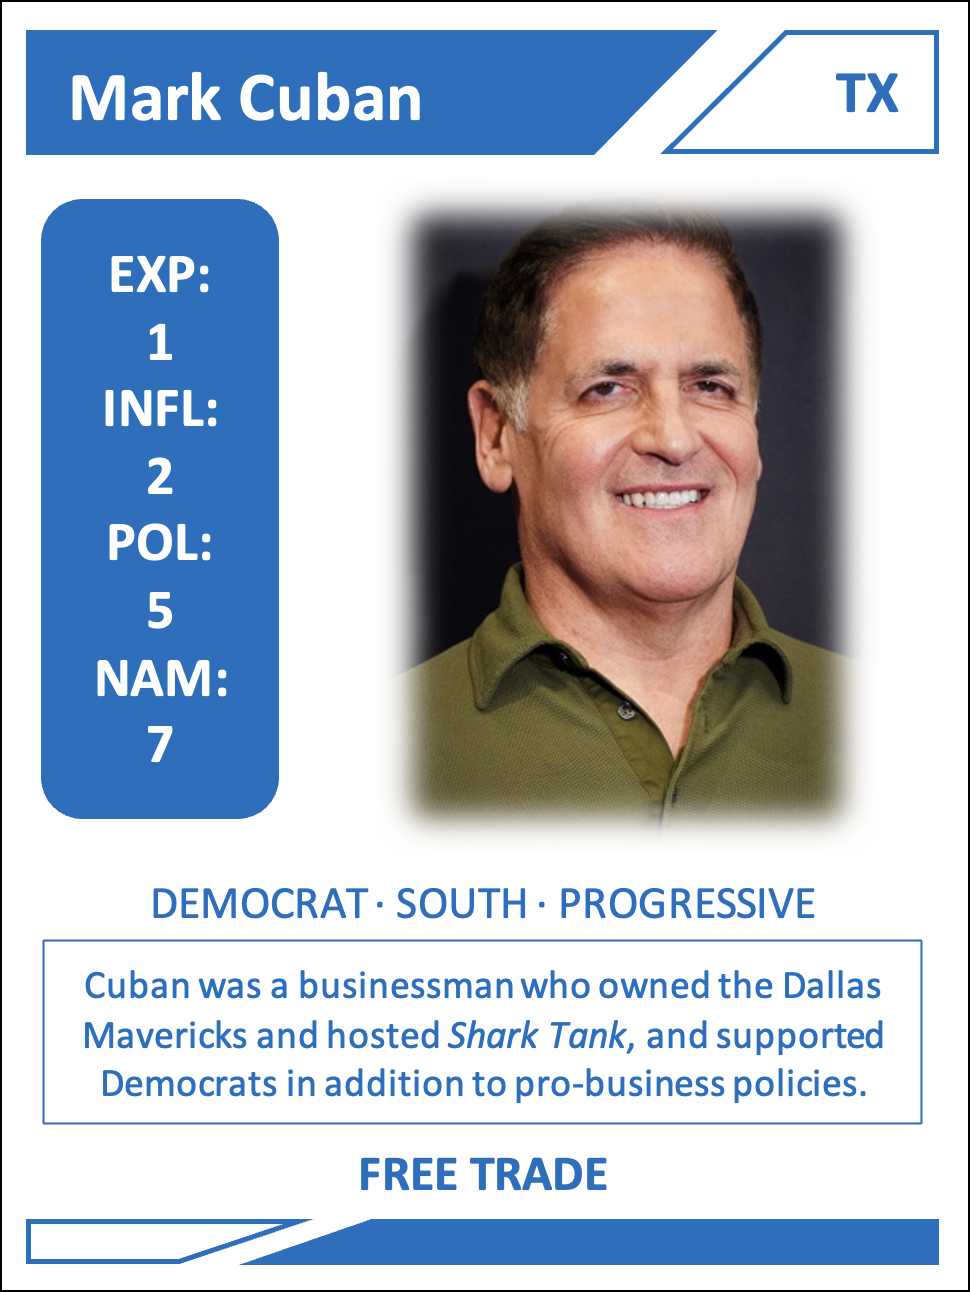 Mark Cuban
TX
EXP:
1
INFL:
2
POL:
5
NAM:
7
DEMOCRAT · SOUTH · PROGRESSIVE
Cuban was a businessman who owned the Dallas
Mavericks and hosted Shark Tank, and supported
Democrats in addition to pro-business policies.
FREE TRADE